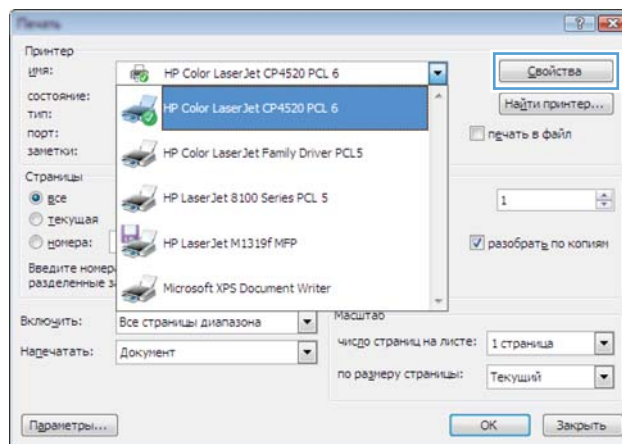 Принтер
имя: HP Color LaserJet CP4520 PCL 6 Свойства
состояние: HP Color LaserJet CP4520 PCL 6 Найти принтер...
тип:
порт: HP Color LaserJet Family Driver PCL5 печать в файл
заметки:
Страницы
все HP LaserJet 8100 Series PCL 5 1
текущая
номера: HP LaserJet M1319f MFP разобрать по копиям
Введите номер
разделенные з Microsoft XPS Document Writer
Включить: Все страницы диапазона Масштаб
число страниц на листе: 1 страница
Напечатать: Документ
по размеру страницы: Текущий
Параметры... OK Закрыть